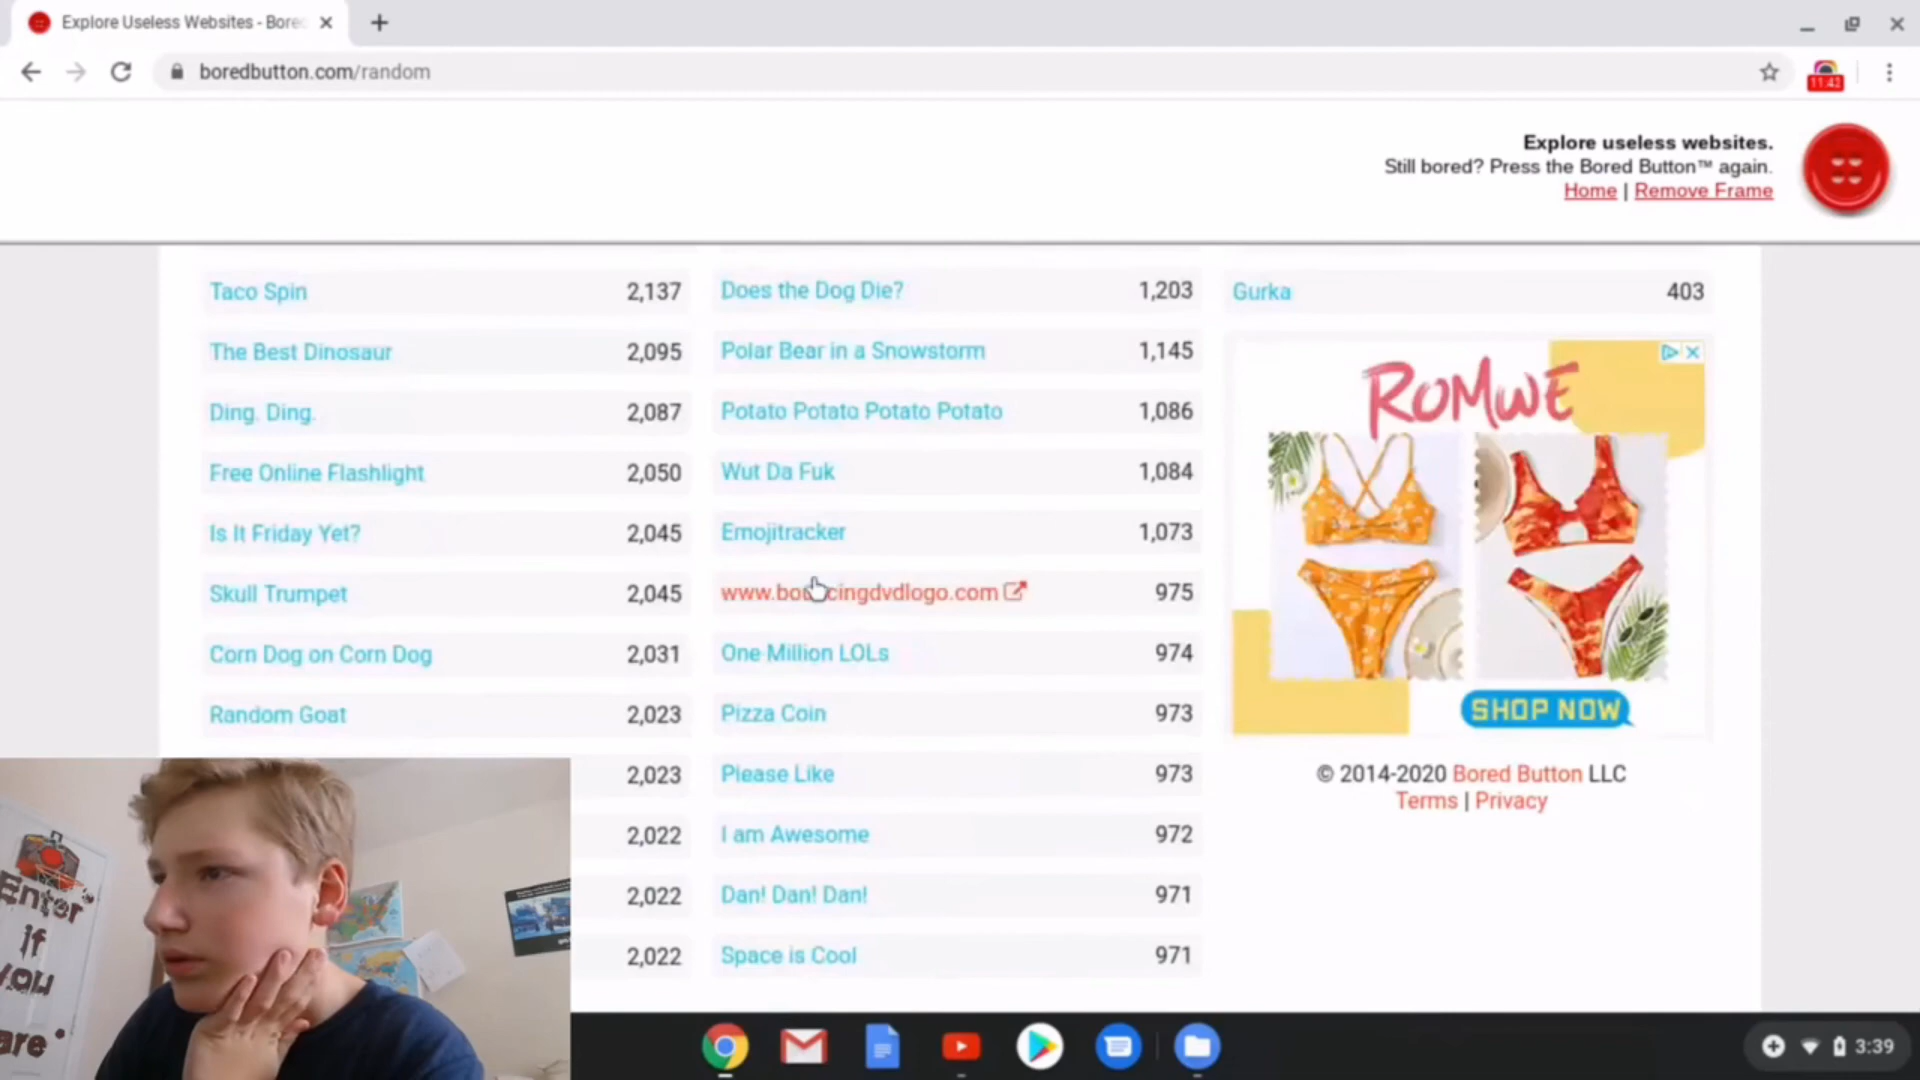 Explore Useless Websites - Bore
boredbutton.com/random
11:42
Explore useless websites.
Still bored? Press the Bored Button™ again.
Home | Remove Frame
Taco Spin 2,137
The Best Dinosaur 2,095
Ding. Ding. 2,087
Free Online Flashlight 2,050
Is It Friday Yet? 2,045
Skull Trumpet 2,045
Corn Dog on Corn Dog 2,031
Random Goat 2,023
2,023
2,022
2,022
2,022
Does the Dog Die? 1,203
Polar Bear in a Snowstorm 1,145
Potato Potato Potato Potato 1,086
Wut Da Fuk 1,084
Emojitracker 1,073
www.bouncingdvdlogo.com 975
One Million LOLs 974
Pizza Coin 973
Please Like 973
I am Awesome 972
Dan! Dan! Dan! 971
Space is Cool 971
Gurka 403
ROMWE
SHOP NOW
© 2014-2020 Bored Button LLC
Terms | Privacy
Enter
if
you
are
3:39